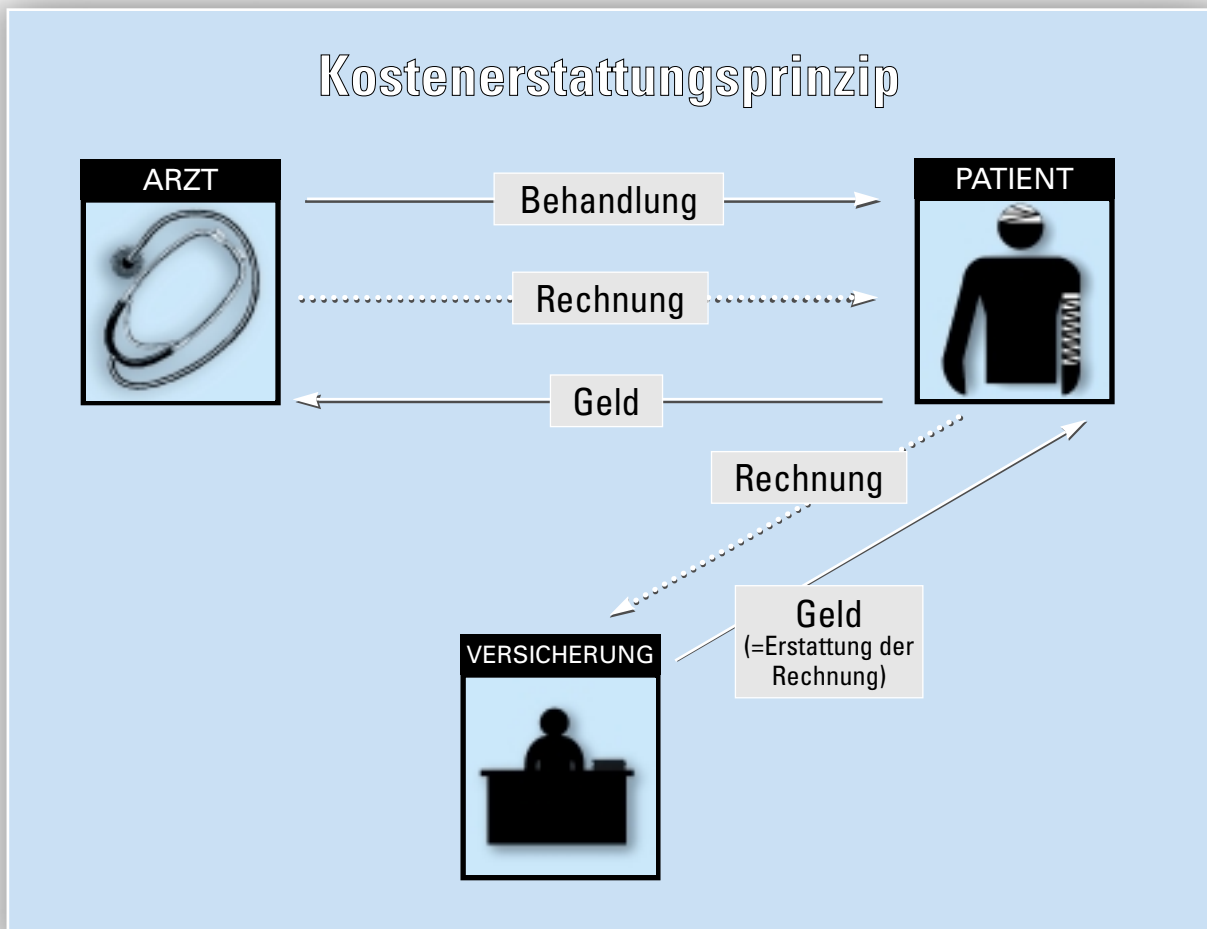 Kostenerstattungsprinzip
ARZT
PATIENT
Behandlung
Rechnung
Geld
Rechnung
Geld
(=Erstattung der
Rechnung)
VERSICHERUNG